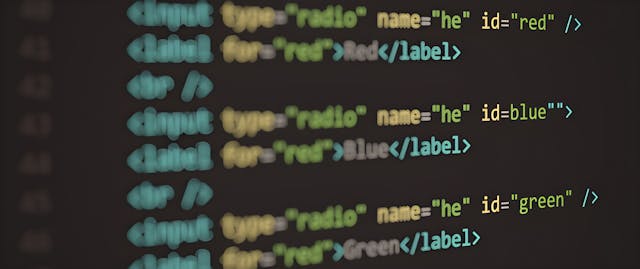 40 <input type="radio" name="he" id="red" />
41 <label for="red">Red</label>
42 <br />
43 <input type="radio" name="he" id=blue"">
44 <label for="red">Blue</label>
45 <br />
46 <input type="radio" name="he" id="green" />
<label for="red">Green</label>